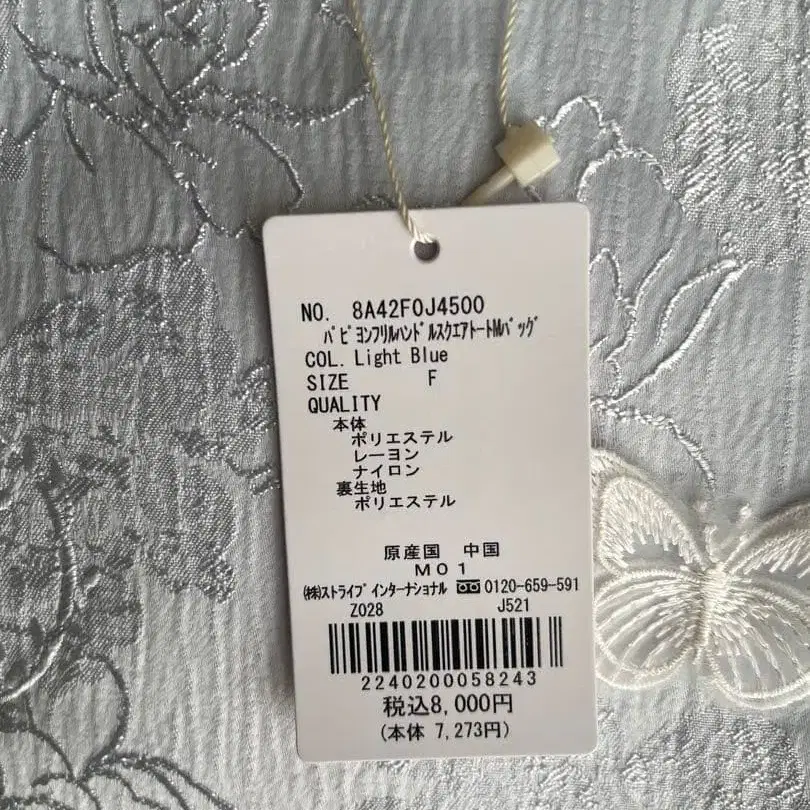 NO. 8A42F0J4500
ﾊﾟﾋﾟﾖﾝﾌﾘﾙﾊﾝﾄﾞﾙｽｸｴｱﾄｰﾄMﾊﾞｯｸﾞ
COL. Light Blue
SIZE F
QUALITY
本体
ポリエステル
レーヨン
ナイロン
裏生地
ポリエステル
原産国 中国
M01
(株)ｽﾄﾗｲﾌﾟｲﾝﾀｰﾅｼｮﾅﾙ 0120-659-591
Z028 J521
2240200058243
税込8,000円
(本体 7,273円)